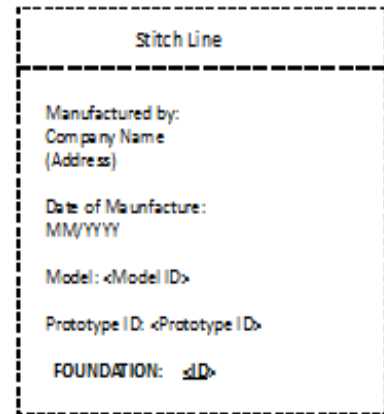 Stitch Line
Manufactured by:
Company Name
(Address)
Date of Maunfacture:
MM/YYYY
Model: <Model ID>
Prototype ID: <Prototype ID>
FOUNDATION: <ID>